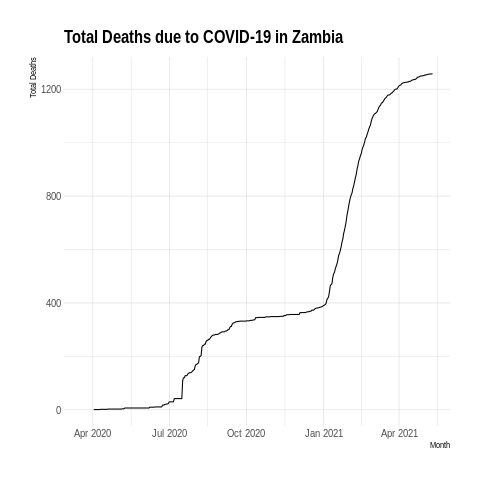 Total Deaths due to COVID-19 in Zambia
Total Deaths
1200
800
400
0
Apr 2020 Jul 2020 Oct 2020 Jan 2021 Apr 2021
Month